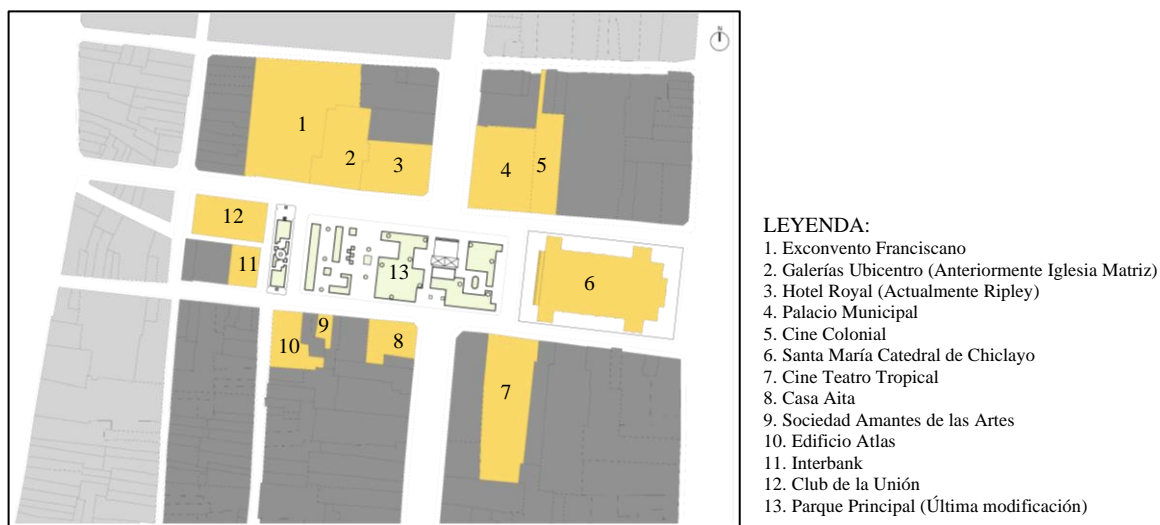 N
1
2
3
4
5
12
11
13
6
10
9
8
7
LEYENDA:
1. Exconvento Franciscano
2. Galerías Ubicentro (Anteriormente Iglesia Matriz)
3. Hotel Royal (Actualmente Ripley)
4. Palacio Municipal
5. Cine Colonial
6. Santa María Catedral de Chiclayo
7. Cine Teatro Tropical
8. Casa Aita
9. Sociedad Amantes de las Artes
10. Edificio Atlas
11. Interbank
12. Club de la Unión
13. Parque Principal (Última modificación)